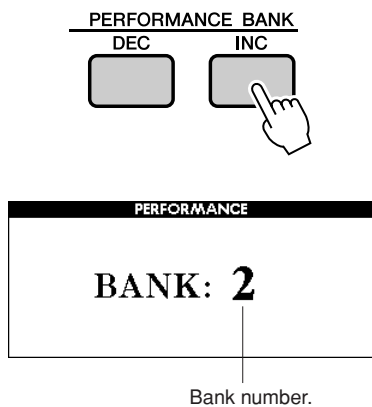 PERFORMANCE BANK
DEC INC
PERFORMANCE
BANK: 2
Bank number.